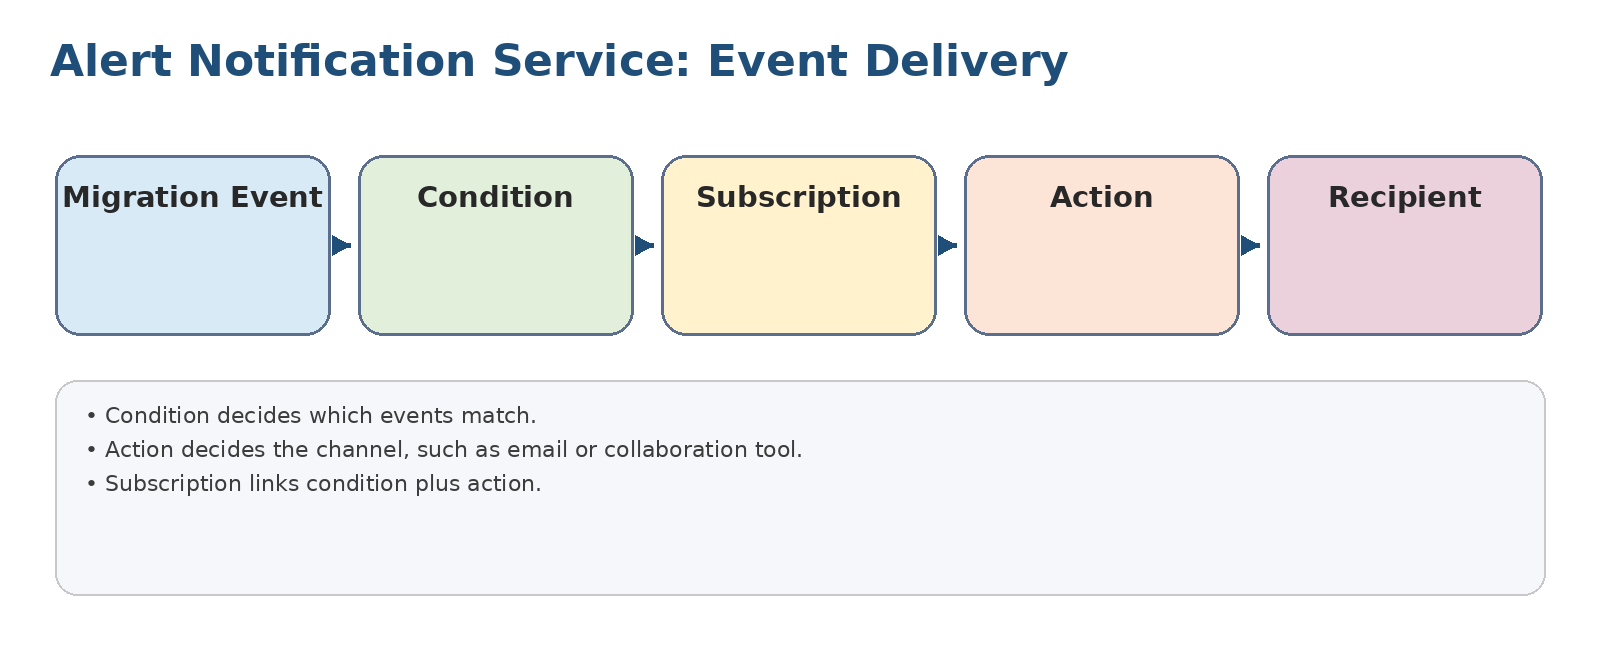 Alert Notification Service: Event Delivery
Migration Event
Condition
Subscription
Action
Recipient
• Condition decides which events match.
• Action decides the channel, such as email or collaboration tool.
• Subscription links condition plus action.